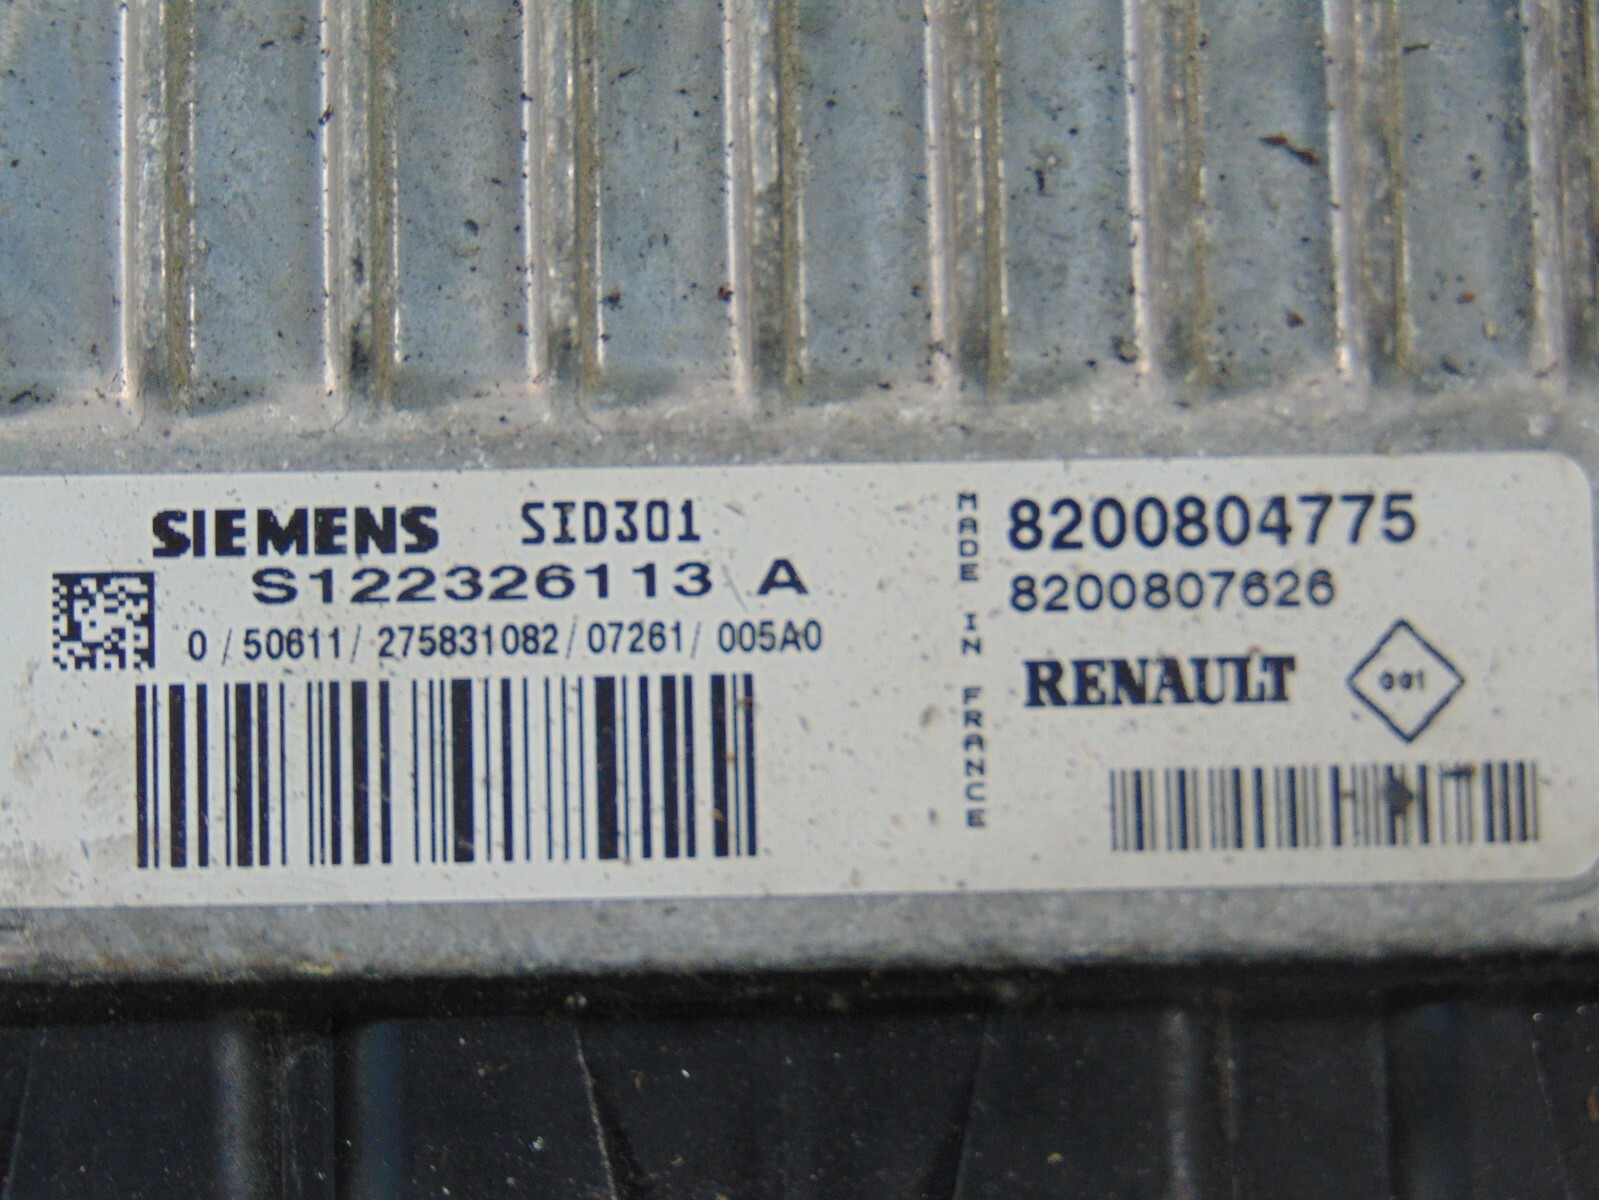 SIEMENS SID301
S122326113 A
0/50611/275831082/07261/005A0
MADE IN FRANCE
8200804775
8200807626
RENAULT 001